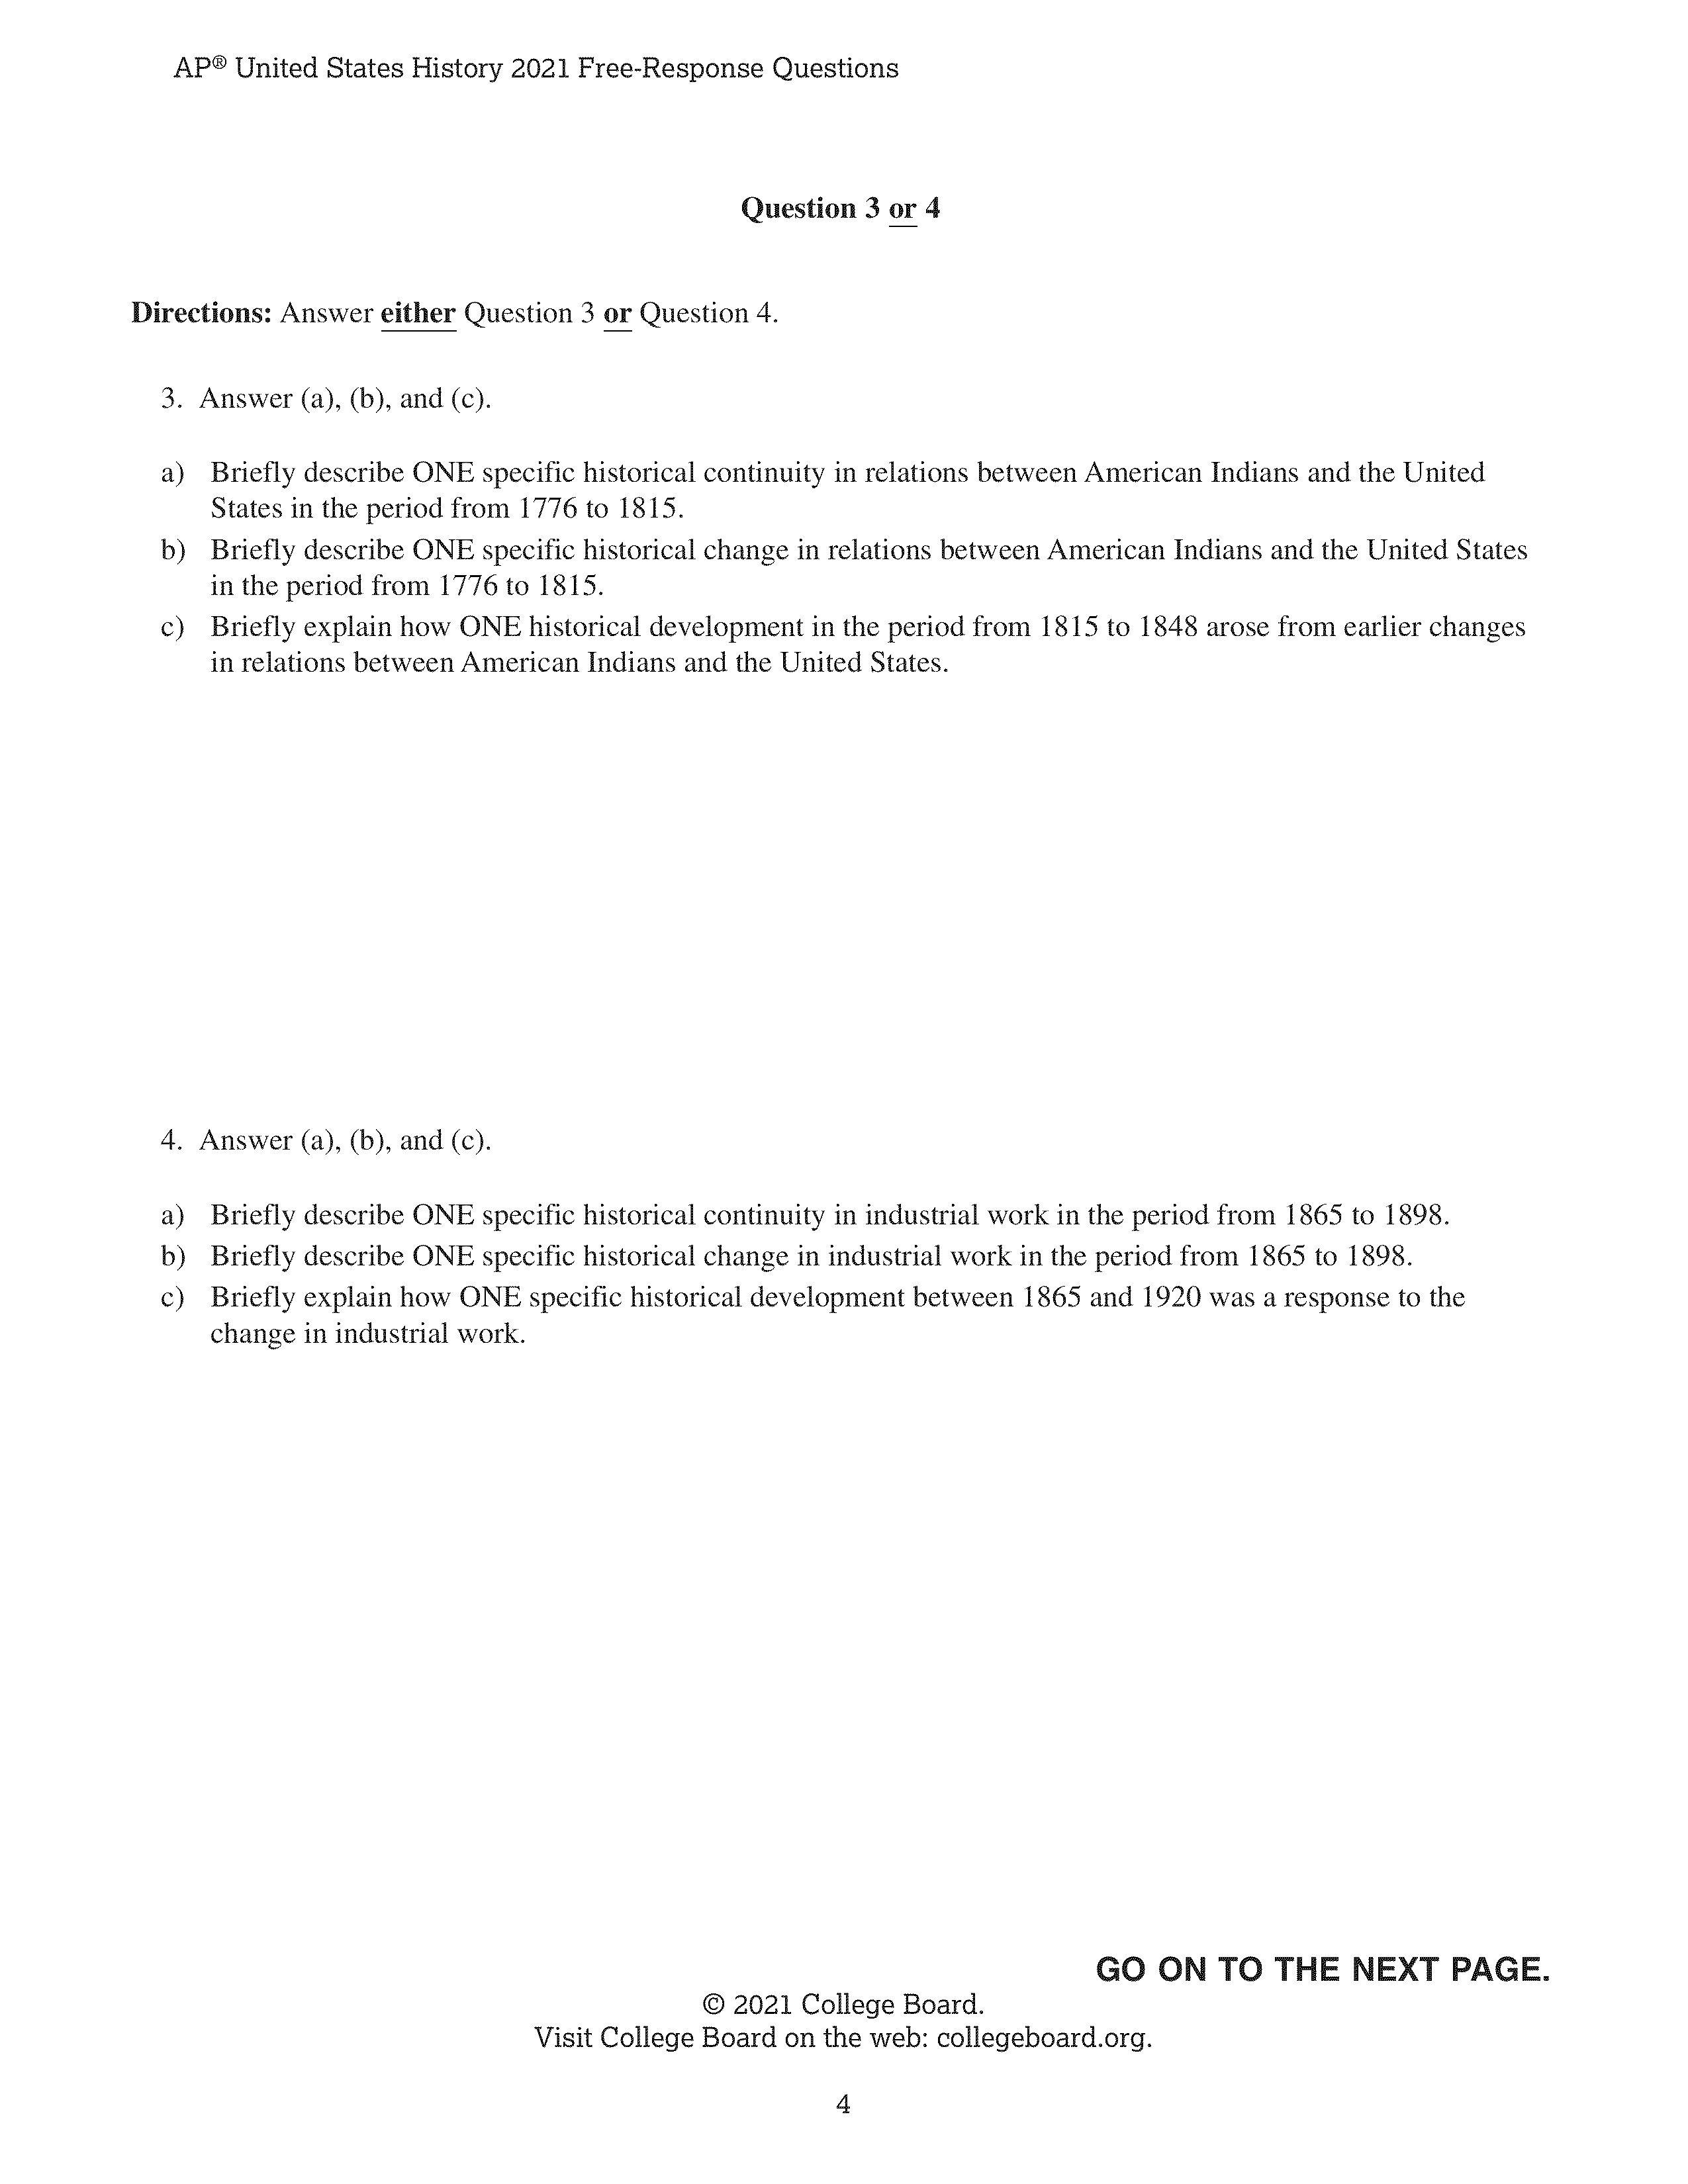 AP® United States History 2021 Free-Response Questions
Question 3 or 4
Directions: Answer either Question 3 or Question 4.
3. Answer (a), (b), and (c).
a) Briefly describe ONE specific historical continuity in relations between American Indians and the United
States in the period from 1776 to 1815.
b) Briefly describe ONE specific historical change in relations between American Indians and the United States
in the period from 1776 to 1815.
c) Briefly explain how ONE historical development in the period from 1815 to 1848 arose from earlier changes
in relations between American Indians and the United States.
4. Answer (a), (b), and (c).
a) Briefly describe ONE specific historical continuity in industrial work in the period from 1865 to 1898.
b) Briefly describe ONE specific historical change in industrial work in the period from 1865 to 1898.
c) Briefly explain how ONE specific historical development between 1865 and 1920 was a response to the
change in industrial work.
GO ON TO THE NEXT PAGE.
© 2021 College Board.
Visit College Board on the web: collegeboard.org.
4